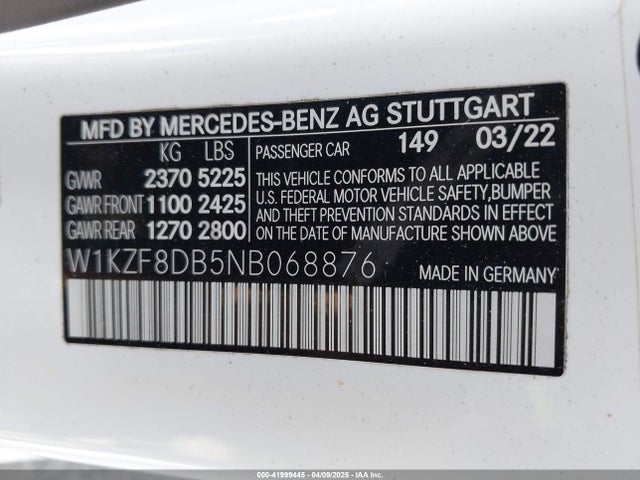 MFD BY MERCEDES-BENZ AG STUTTGART
KG LBS PASSENGER CAR 149 03/22
GVWR 2370 5225
GAWR FRONT 1100 2425
GAWR REAR 1270 2800
THIS VEHICLE CONFORMS TO ALL APPLICABLE
U.S. FEDERAL MOTOR VEHICLE SAFETY, BUMPER
AND THEFT PREVENTION STANDARDS IN EFFECT
ON THE DATE OF MANUFACTURE SHOWN ABOVE
W1KZF8DB5NB068876 MADE IN GERMANY
000-41999445 | 04/09/2025 | IAA Inc.